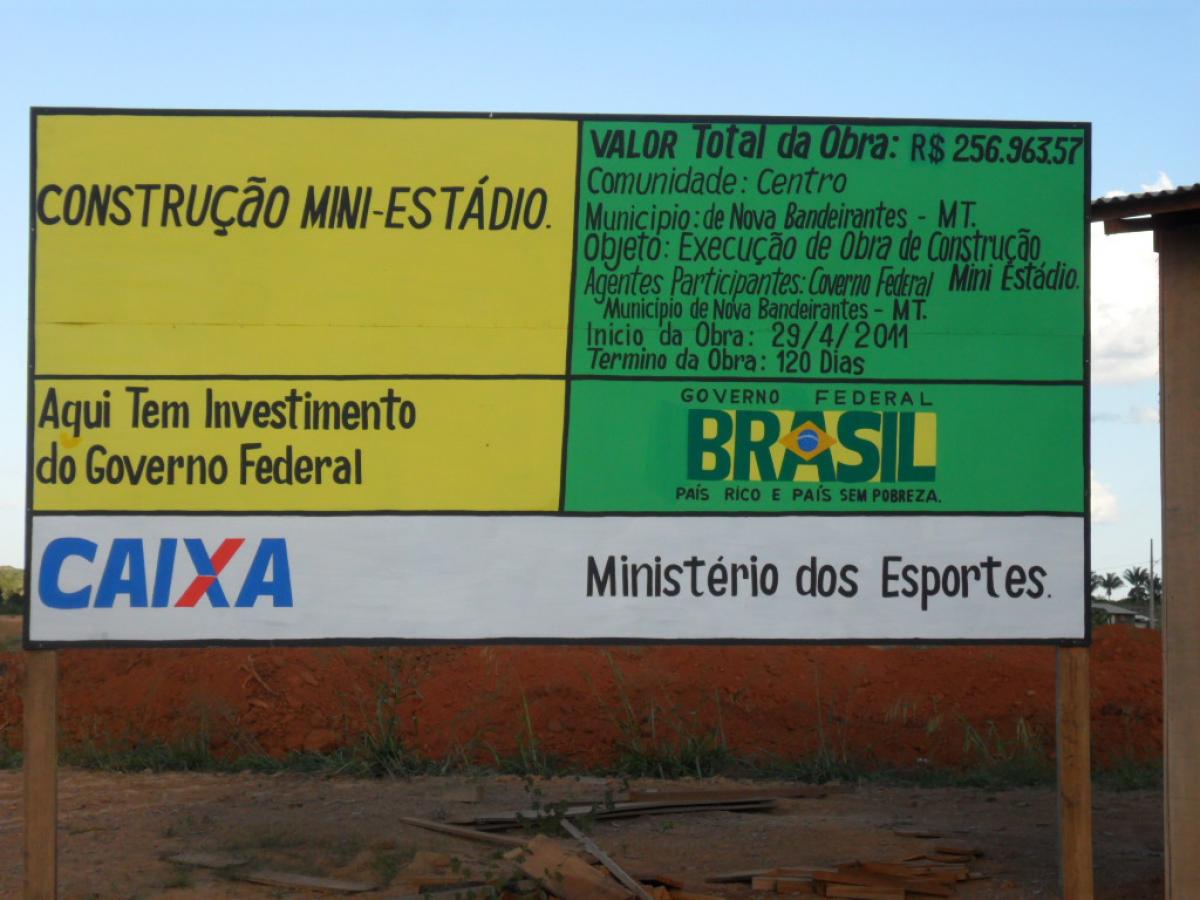 CONSTRUÇÃO MINI-ESTÁDIO.
VALOR Total da Obra: R$ 256.963.57
Comunidade: Centro
Municipio: de Nova Bandeirantes - MT.
Objeto: Execução de Obra de Construção
Mini Estádio.
Agentes Participantes: Governo Federal
Município de Nova Bandeirantes - MT.
Inicio da Obra: 29/4/2011
Termino da Obra: 120 Dias
Aqui Tem Investimento
do Governo Federal
GOVERNO FEDERAL
BRASIL
PAÍS RICO E PAÍS SEM POBREZA.
CAIXA
Ministério dos Esportes.